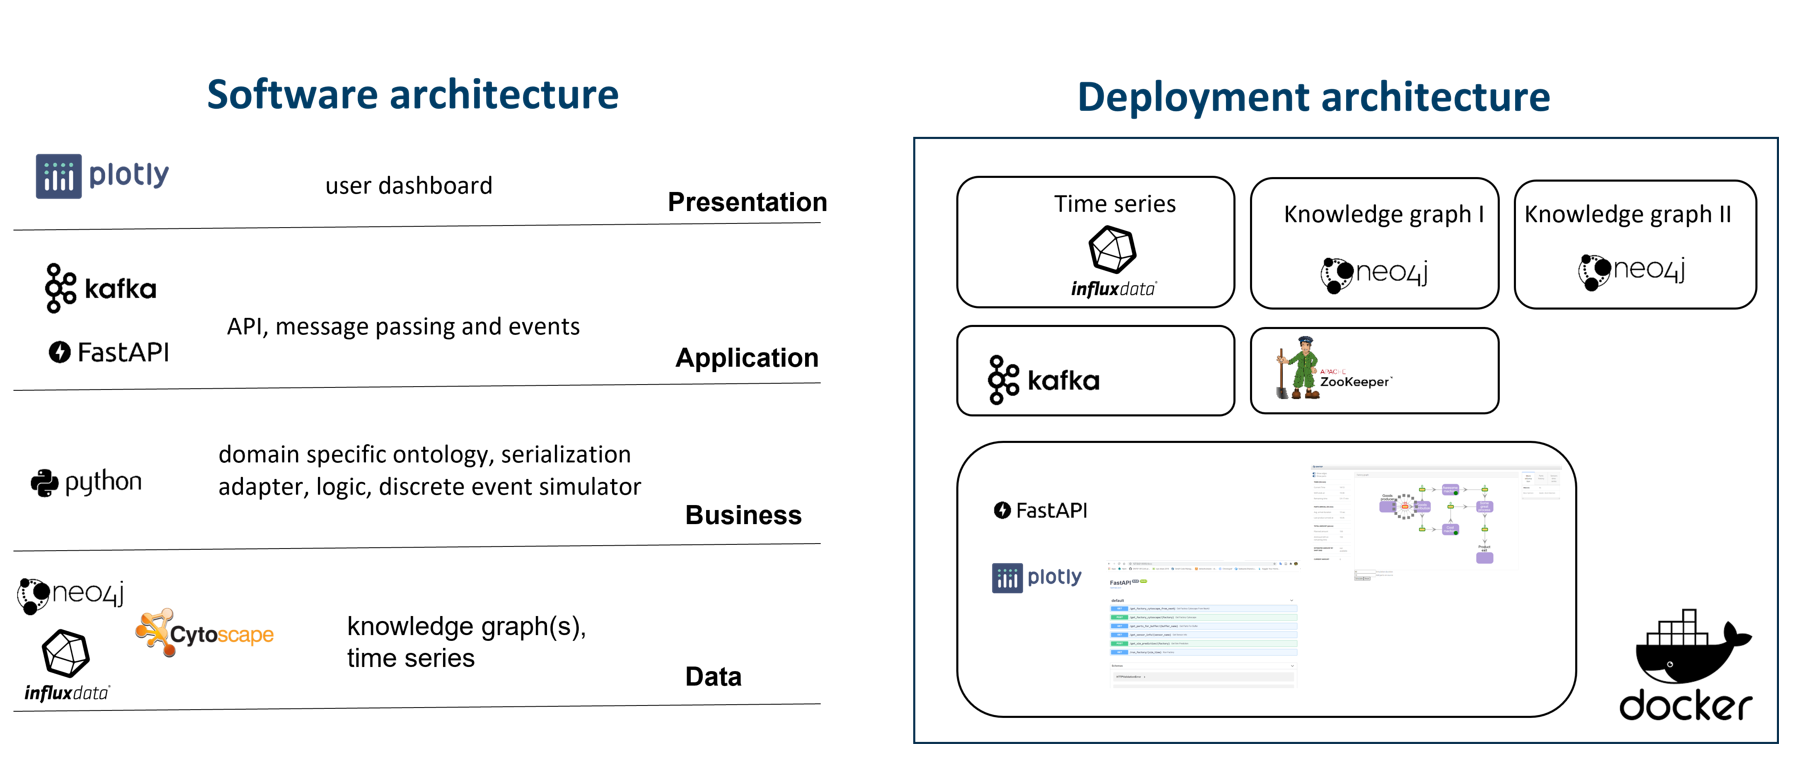 Software architecture
plotly
user dashboard
Presentation
kafka
API, message passing and events
FastAPI
Application
python
domain specific ontology, serialization
adapter, logic, discrete event simulator
Business
neo4j
Cytoscape
knowledge graph(s),
time series
influxdata
Data
Deployment architecture
Time series
influxdata
Knowledge graph I
neo4j
Knowledge graph II
neo4j
kafka
APACHE
ZooKeeper
FastAPI
plotly
FastAPI
default
Product
docker